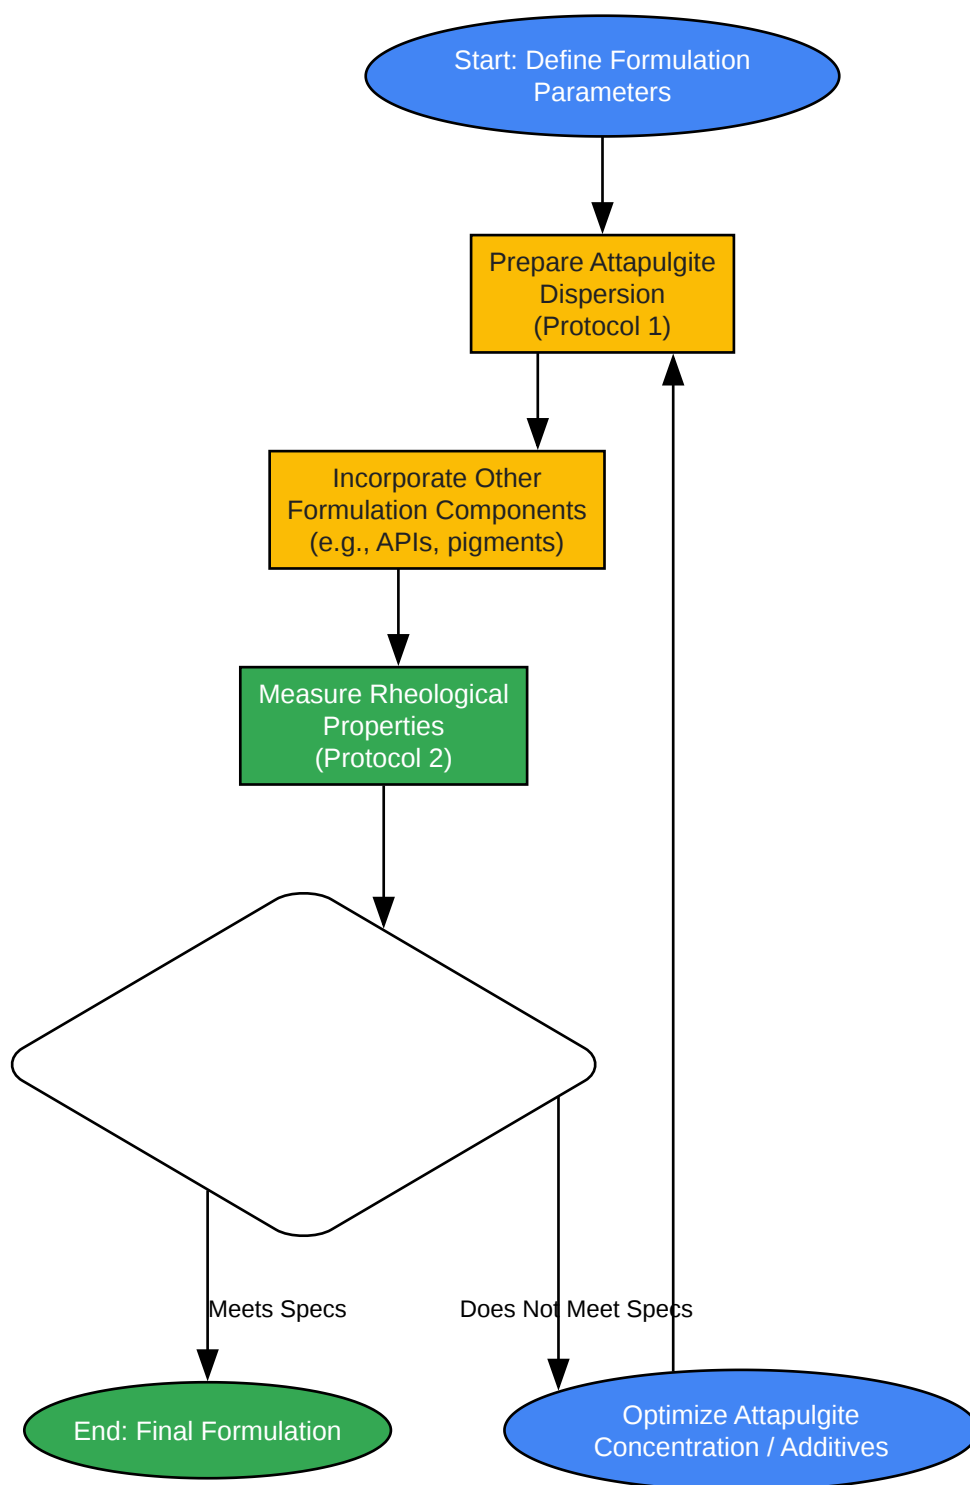 Start: Define Formulation
Parameters
Prepare Attapulgite
Dispersion
(Protocol 1)
Incorporate Other
Formulation Components
(e.g., APIs, pigments)
Measure Rheological
Properties
(Protocol 2)
Meets Specs
Does Not Meet Specs
End: Final Formulation
Optimize Attapulgite
Concentration / Additives